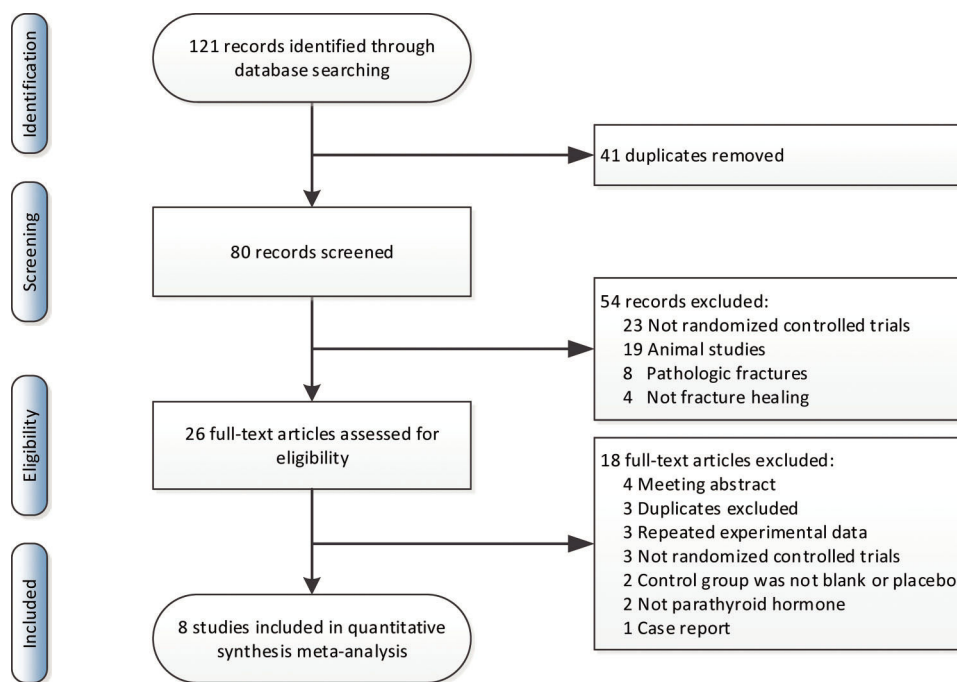 Identification
121 records identified through
database searching
41 duplicates removed
Screening
80 records screened
54 records excluded:
23 Not randomized controlled trials
19 Animal studies
8 Pathologic fractures
4 Not fracture healing
Eligibility
26 full-text articles assessed for
eligibility
18 full-text articles excluded:
4 Meeting abstract
3 Duplicates excluded
3 Repeated experimental data
3 Not randomized controlled trials
2 Control group was not blank or placebo
2 Not parathyroid hormone
1 Case report
Included
8 studies included in quantitative
synthesis meta-analysis